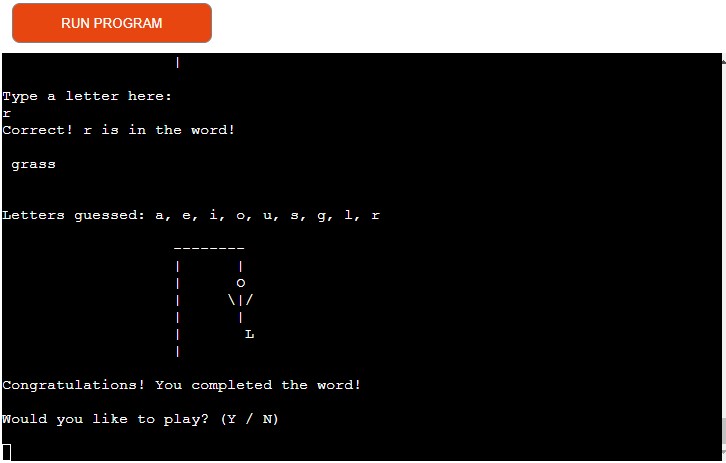 RUN PROGRAM
|
Type a letter here:
r
Correct! r is in the word!
grass
Letters guessed: a, e, i, o, u, s, g, l, r
--------
|      |
|      O
|     \|/
|      |
|       L
|
Congratulations! You completed the word!
Would you like to play? (Y / N)